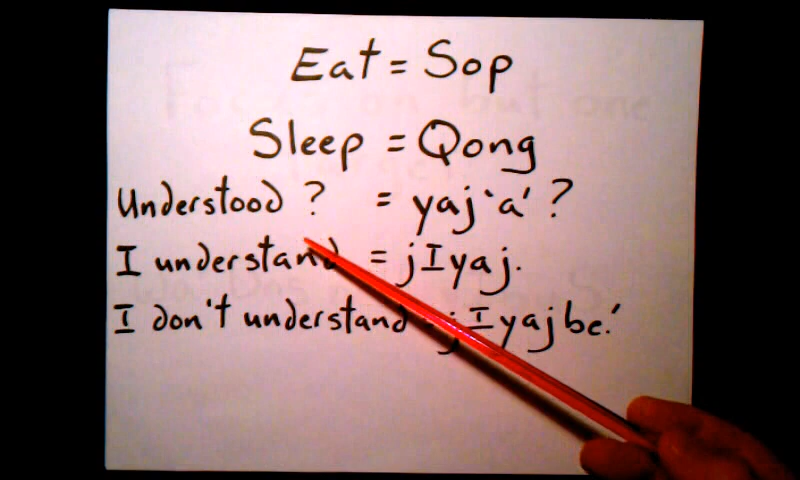 Eat = Sop
Sleep = Qong
Understood ? = yaj'a' ?
I understand = jIyaj.
I don't understand = jIyajbe.'